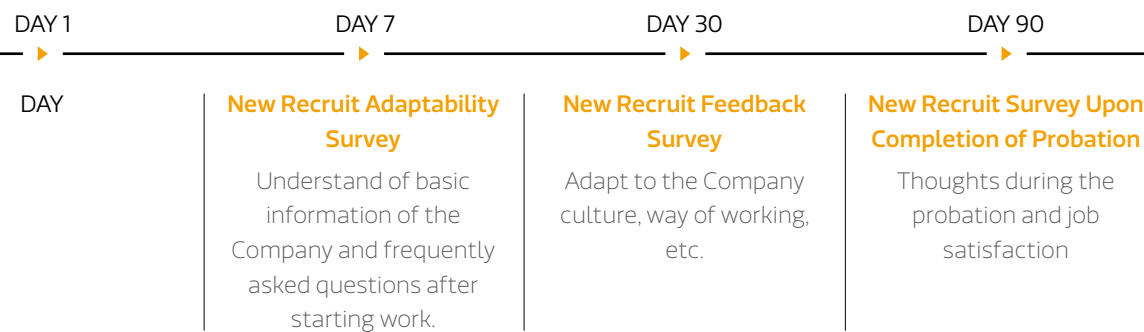 DAY 1
DAY 7
DAY 30
DAY 90
DAY
New Recruit Adaptability
Survey
Understand of basic
information of the
Company and frequently
asked questions after
starting work.
New Recruit Feedback
Survey
Adapt to the Company
culture, way of working,
etc.
New Recruit Survey Upon
Completion of Probation
Thoughts during the
probation and job
satisfaction